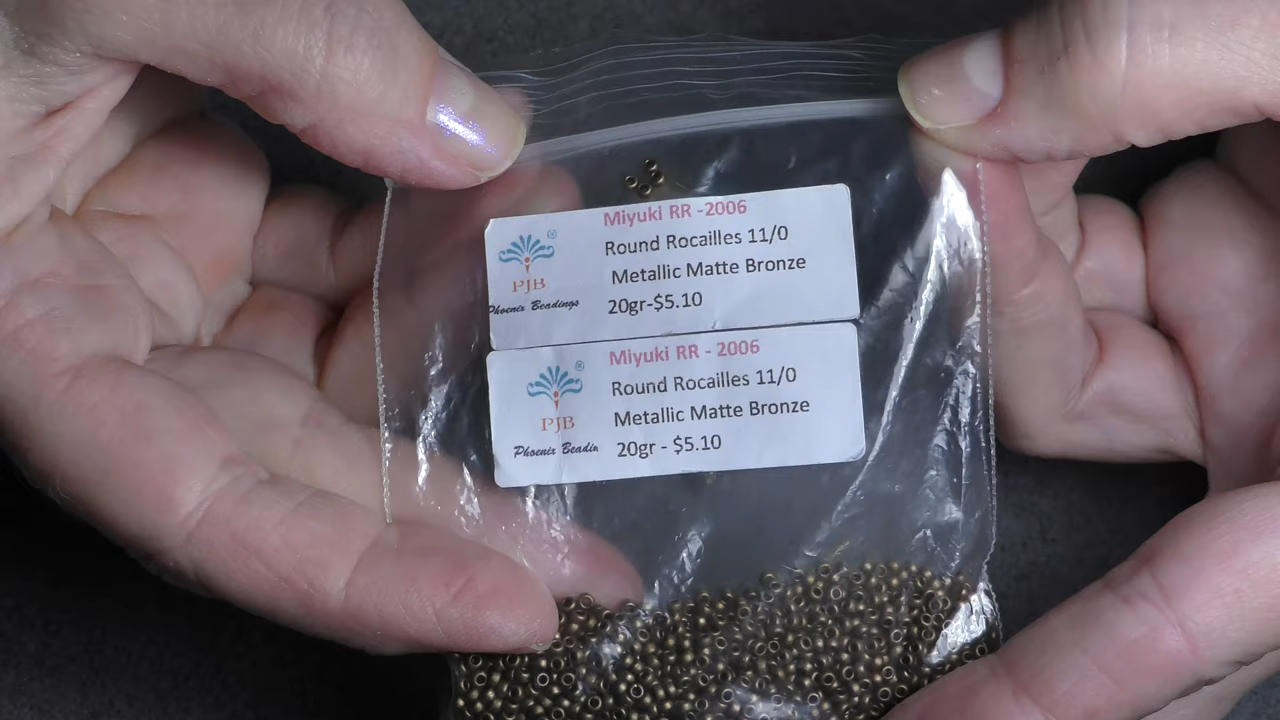 Miyuki RR -2006
Round Rocailles 11/0
Metallic Matte Bronze
20gr-$5.10
®
PJB
Phoenix Beadings
Miyuki RR - 2006
Round Rocailles 11/0
Metallic Matte Bronze
20gr - $5.10
®
PJB
Phoenix Beadin